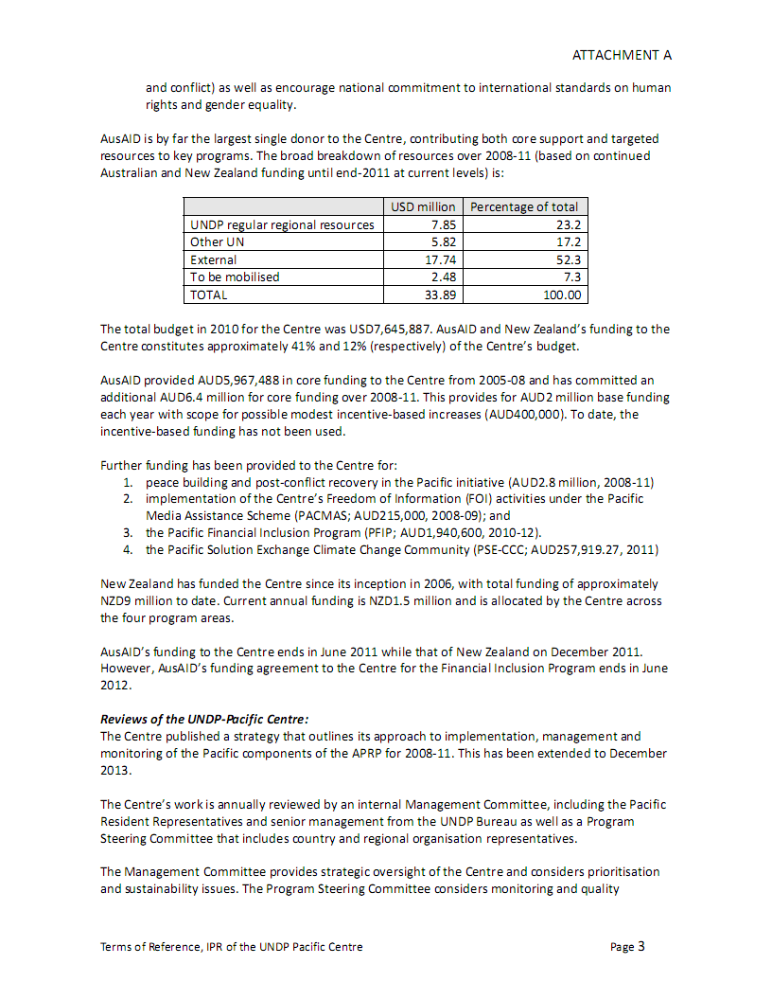 ATTACHMENT A
and conflict) as well as encourage national commitment to international standards on human
rights and gender equality.
AusAID is by far the largest single donor to the Centre, contributing both core support and targeted
resources to key programs. The broad breakdown of resources over 2008-11 (based on continued
Australian and New Zealand funding until end-2011 at current levels) is:
USD million Percentage of total
UNDP regular regional resources 7.85 23.2
Other UN 5.82 17.2
External 17.74 52.3
To be mobilised 2.48 7.3
TOTAL 33.89 100.00
The total budget in 2010 for the Centre was USD7,645,887. AusAID and New Zealand's funding to the
Centre constitutes approximately 41% and 12% (respectively) of the Centre's budget.
AusAID provided AUD5,967,488 in core funding to the Centre from 2005-08 and has committed an
additional AUD6.4 million for core funding over 2008-11. This provides for AUD2 million base funding
each year with scope for possible modest incentive-based increases (AUD400,000). To date, the
incentive-based funding has not been used.
Further funding has been provided to the Centre for:
1. peace building and post-conflict recovery in the Pacific initiative (AUD2.8 million, 2008-11)
2. implementation of the Centre's Freedom of Information (FOI) activities under the Pacific
Media Assistance Scheme (PACMAS; AUD215,000, 2008-09); and
3. the Pacific Financial Inclusion Program (PFIP; AUD1,940,600, 2010-12).
4. the Pacific Solution Exchange Climate Change Community (PSE-CCC; AUD257,919.27, 2011)
New Zealand has funded the Centre since its inception in 2006, with total funding of approximately
NZD9 million to date. Current annual funding is NZD1.5 million and is allocated by the Centre across
the four program areas.
AusAID's funding to the Centre ends in June 2011 while that of New Zealand on December 2011.
However, AusAID's funding agreement to the Centre for the Financial Inclusion Program ends in June
2012.
Reviews of the UNDP-Pacific Centre:
The Centre published a strategy that outlines its approach to implementation, management and
monitoring of the Pacific components of the APRP for 2008-11. This has been extended to December
2013.
The Centre's work is annually reviewed by an internal Management Committee, including the Pacific
Resident Representatives and senior management from the UNDP Bureau as well as a Program
Steering Committee that includes country and regional organisation representatives.
The Management Committee provides strategic oversight of the Centre and considers prioritisation
and sustainability issues. The Program Steering Committee considers monitoring and quality
Terms of Reference, IPR of the UNDP Pacific Centre Page 3